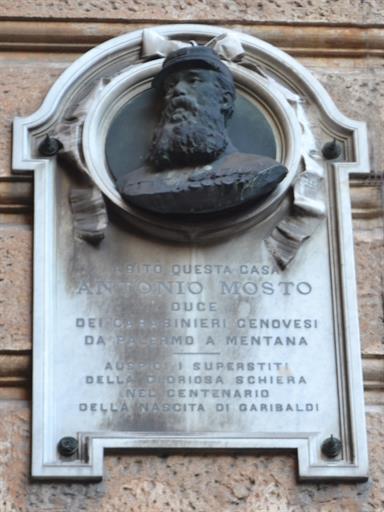 ABITÒ QUESTA CASA
ANTONIO MOSTO
DUCE
DEI CARABINIERI GENOVESI
DA PALERMO A MENTANA
AUSPICI I SUPERSTITI
DELLA GLORIOSA SCHIERA
NEL CENTENARIO
DELLA NASCITA DI GARIBALDI